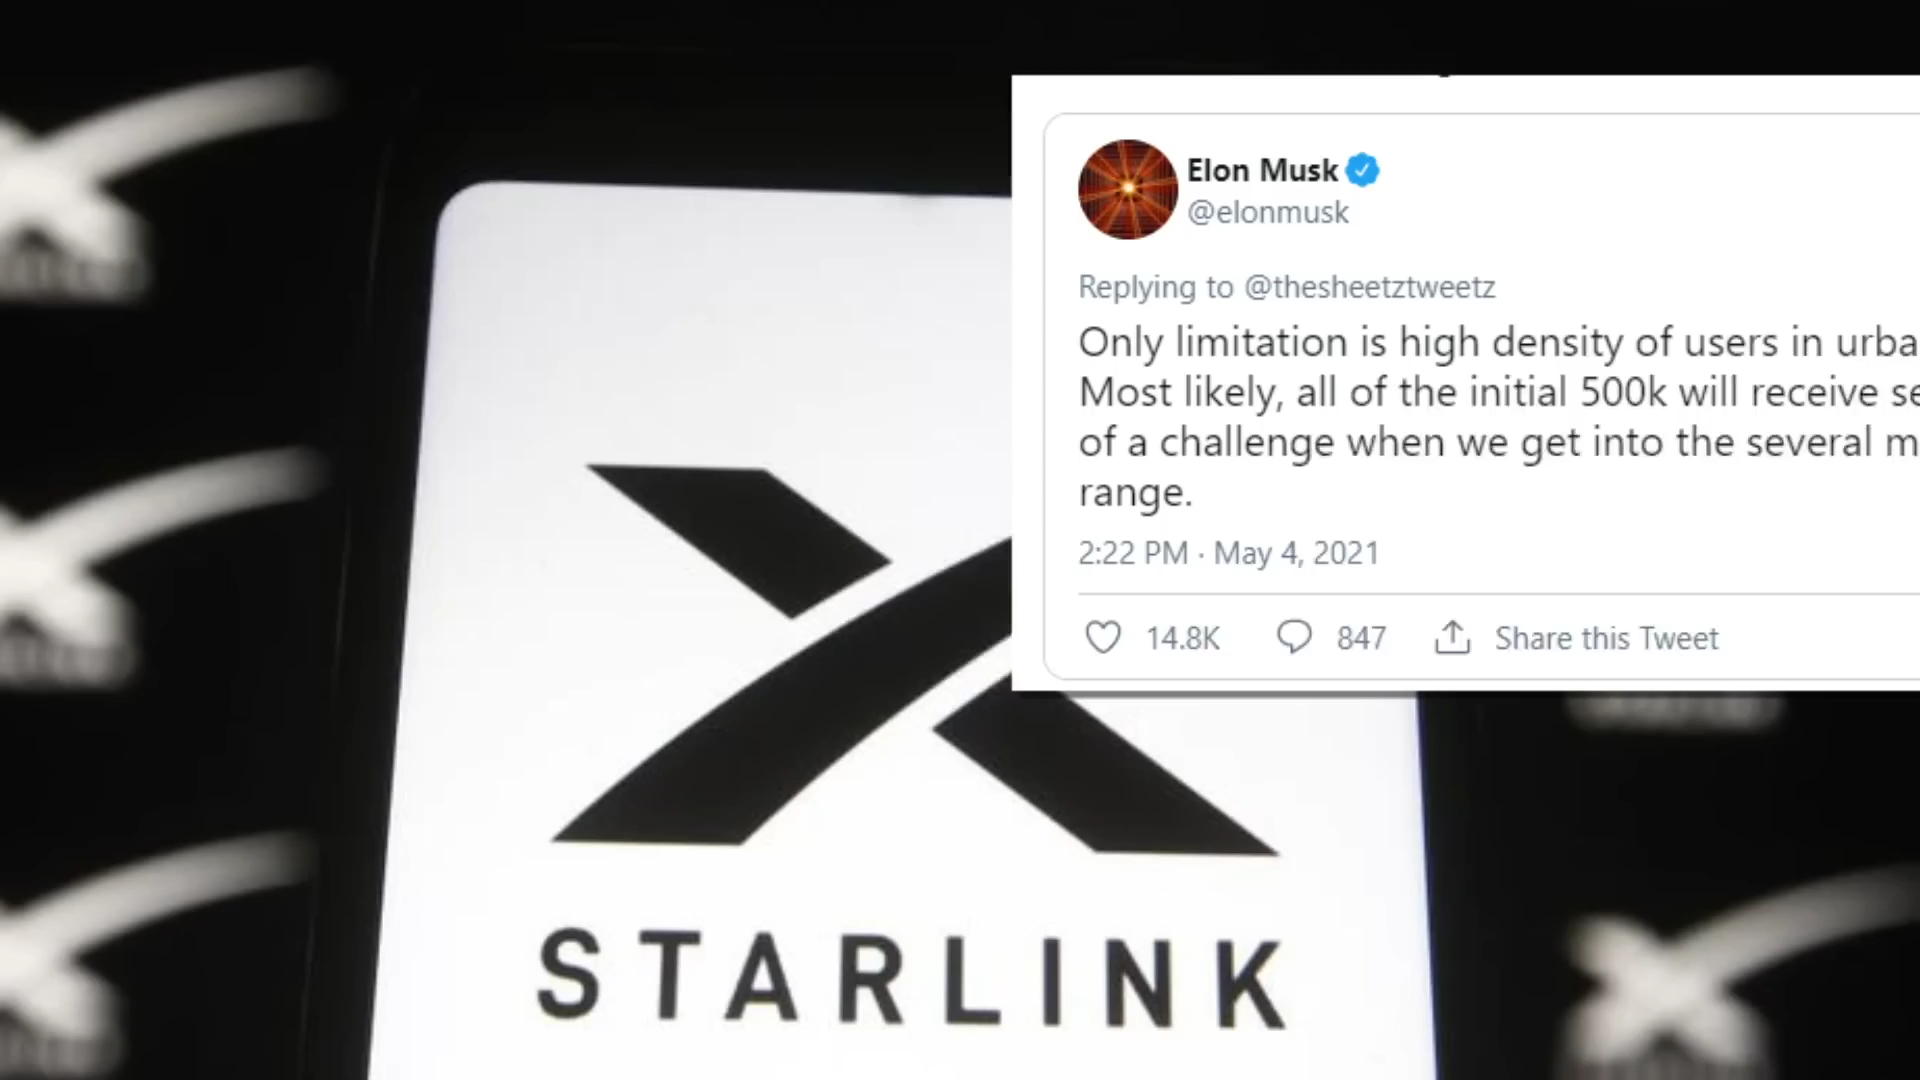 Elon Musk
@elonmusk
Replying to @thesheetztweetz
Only limitation is high density of users in
Most likely, all of the initial 500k will receive
of a challenge when we get into the several
range.
2:22 PM · May 4, 2021
14.8K 847 Share this Tweet
STARLINK